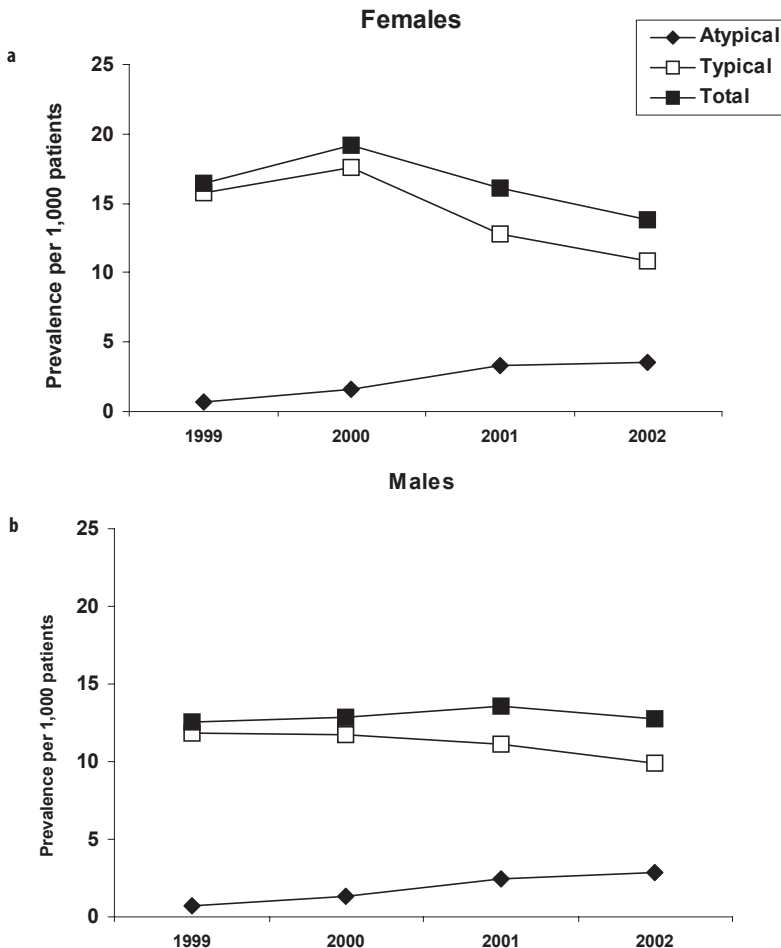 Females
a
Atypical
Typical
Total
25
20
15
10
5
0
Prevalence per 1,000 patients
1999 2000 2001 2002
Males
b
25
20
15
10
5
0
Prevalence per 1,000 patients
1999 2000 2001 2002